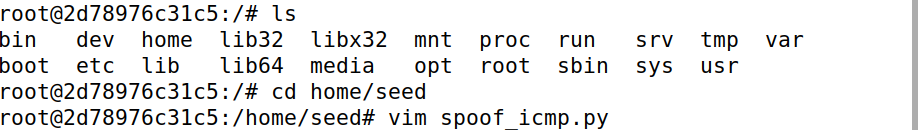 root@2d78976c31c5:/# ls
bin   dev  home  lib32  libx32  mnt  proc  run   srv  tmp  var
boot  etc  lib   lib64  media   opt  root  sbin  sys  usr
root@2d78976c31c5:/# cd home/seed
root@2d78976c31c5:/home/seed# vim spoof_icmp.py